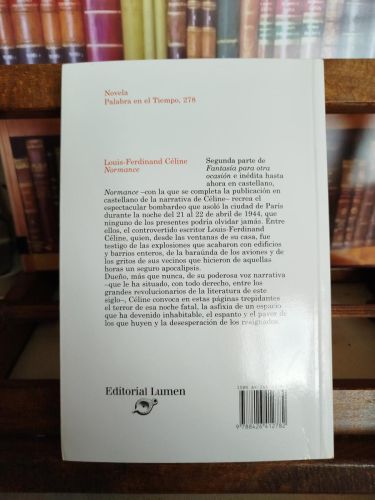 Novela
Palabra en el Tiempo, 278
Louis-Ferdinand Céline
Normance
Segunda parte de
Fantasía para otra
ocasión e inédita hasta
ahora en castellano,
Normance –con la que se completa la publicación en
castellano de la narrativa de Céline– recrea el
espectacular bombardeo que asoló la ciudad de París
durante la noche del 21 al 22 de abril de 1944, que
ninguno de los presentes podría olvidar jamás. Entre
ellos, el controvertido escritor Louis-Ferdinand
Céline, quien, desde las ventanas de su casa, fue
testigo de las explosiones que acabaron con edificios
y barrios enteros, de la baraúnda de los aviones y de
los gritos de sus vecinos que hicieron de aquellas
horas un seguro apocalipsis.
Dueño, más que nunca, de su poderosa voz narrativa
–que le ha situado, con todo derecho, entre los
grandes revolucionarios de la literatura de este
siglo–, Céline convoca en estas páginas trepidantes
el terror de esa noche fatal, la asfixia de un espacio
que ha devenido inhabitable, el espanto y el pavor de
los que huyen y la desesperación de los resignados.
Editorial Lumen
ISBN 84-264
9 788426 412782